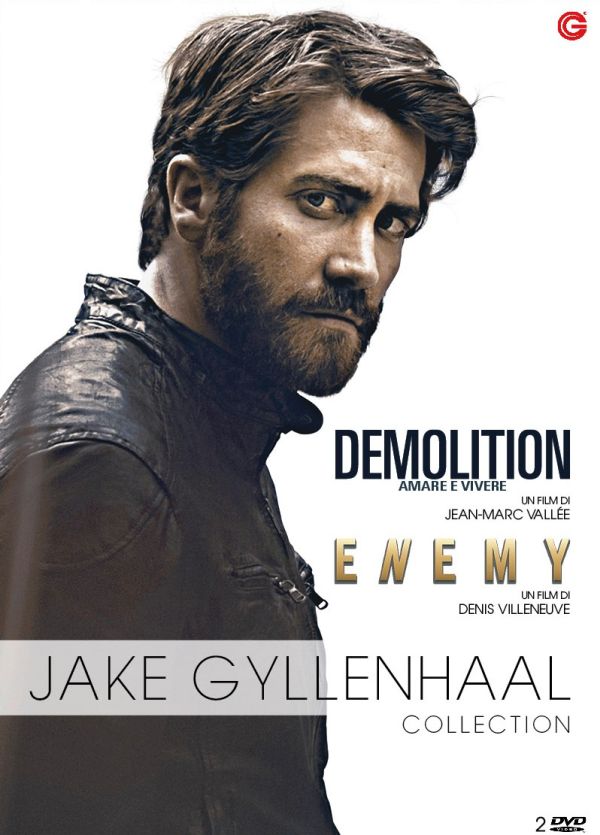 DEMOLITION
AMARE E VIVERE
UN FILM DI
JEAN-MARC VALLÉE
ENEMY
UN FILM DI
DENIS VILLENEUVE
JAKE GYLLENHAAL
COLLECTION
2 DVD
VIDEO